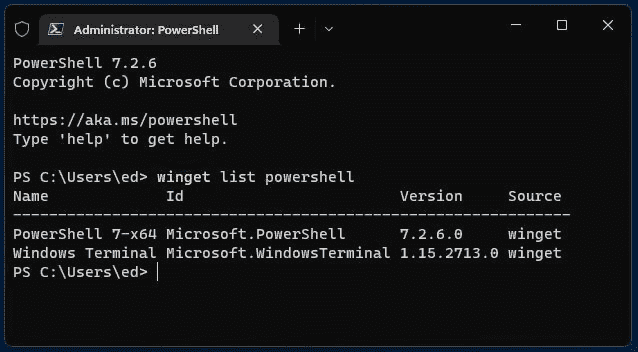 Administrator: PowerShell
PowerShell 7.2.6
Copyright (c) Microsoft Corporation.
https://aka.ms/powershell
Type 'help' to get help.
PS C:\Users\ed> winget list powershell
Name Id Version Source
---------------------------------------------------------------
PowerShell 7-x64 Microsoft.PowerShell 7.2.6.0 winget
Windows Terminal Microsoft.WindowsTerminal 1.15.2713.0 winget
PS C:\Users\ed>